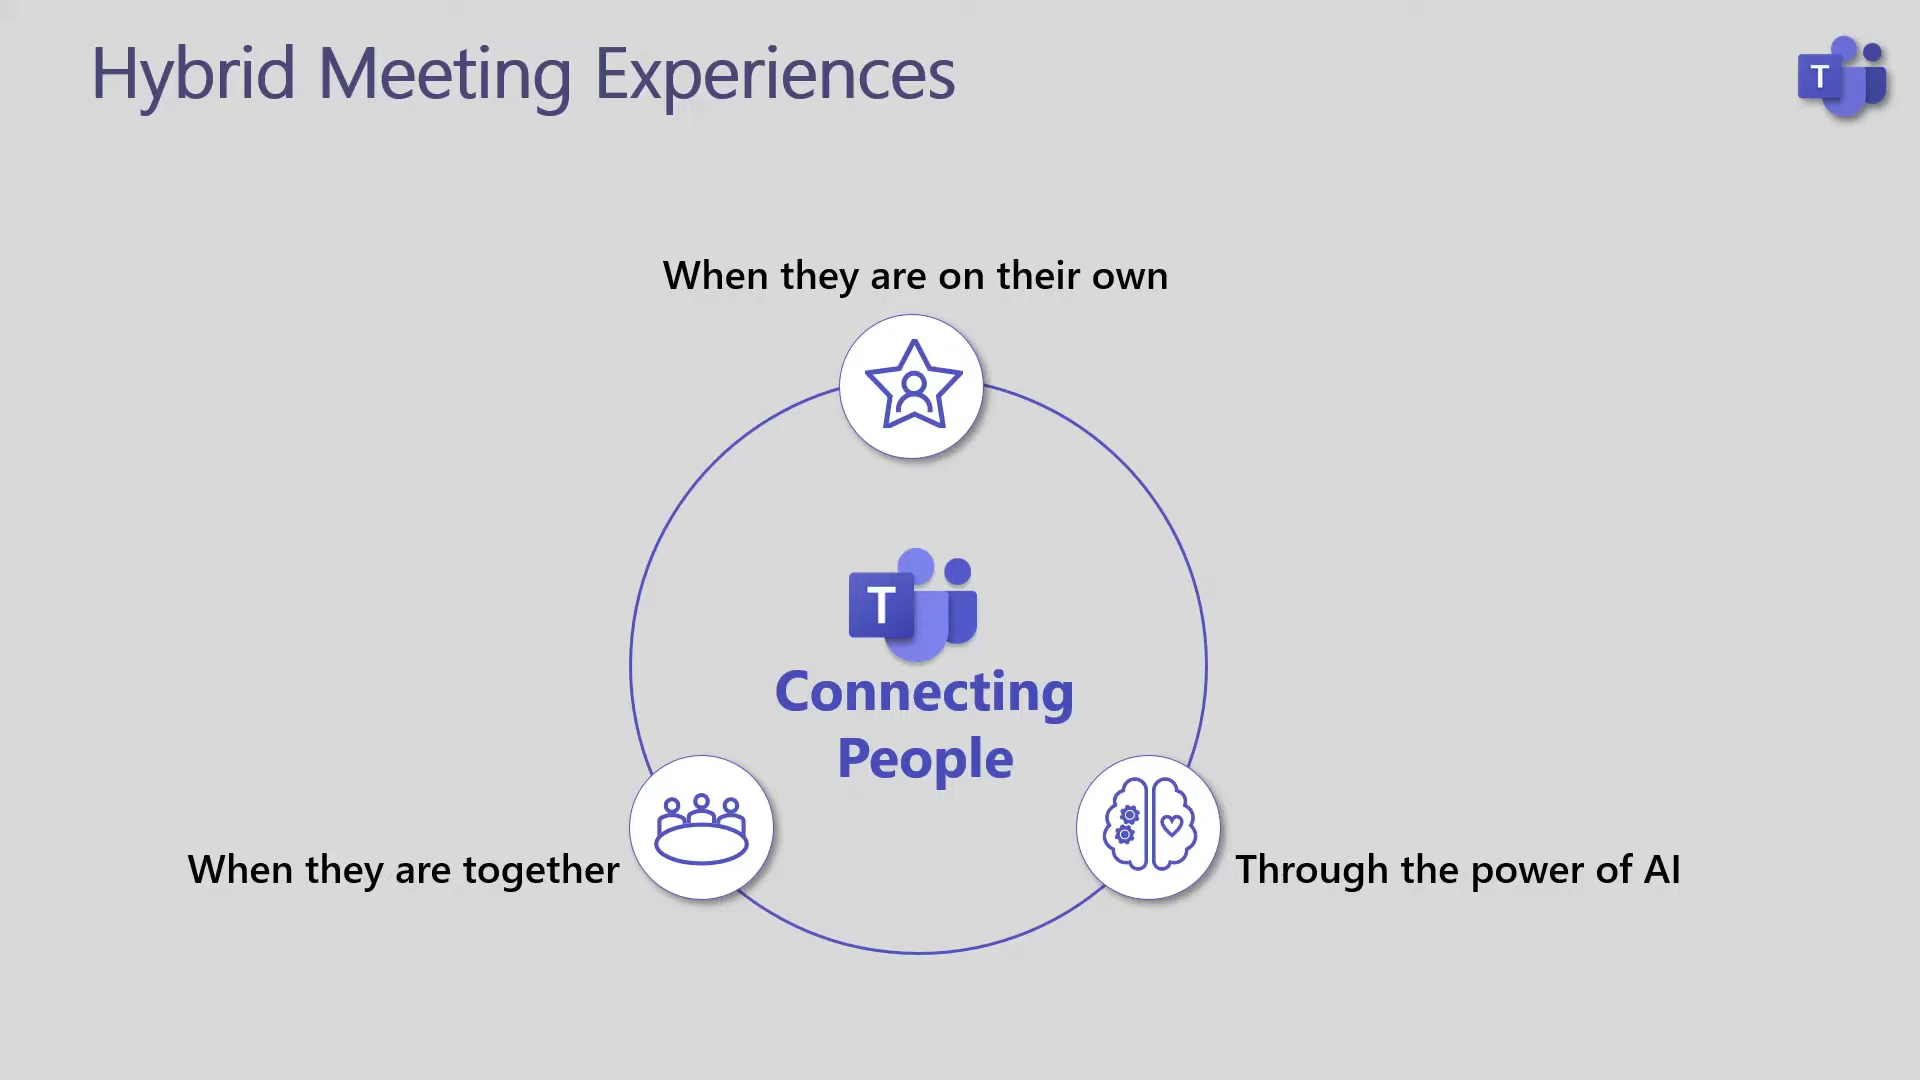 Hybrid Meeting Experiences
T
When they are on their own
T
Connecting
People
When they are together
Through the power of AI